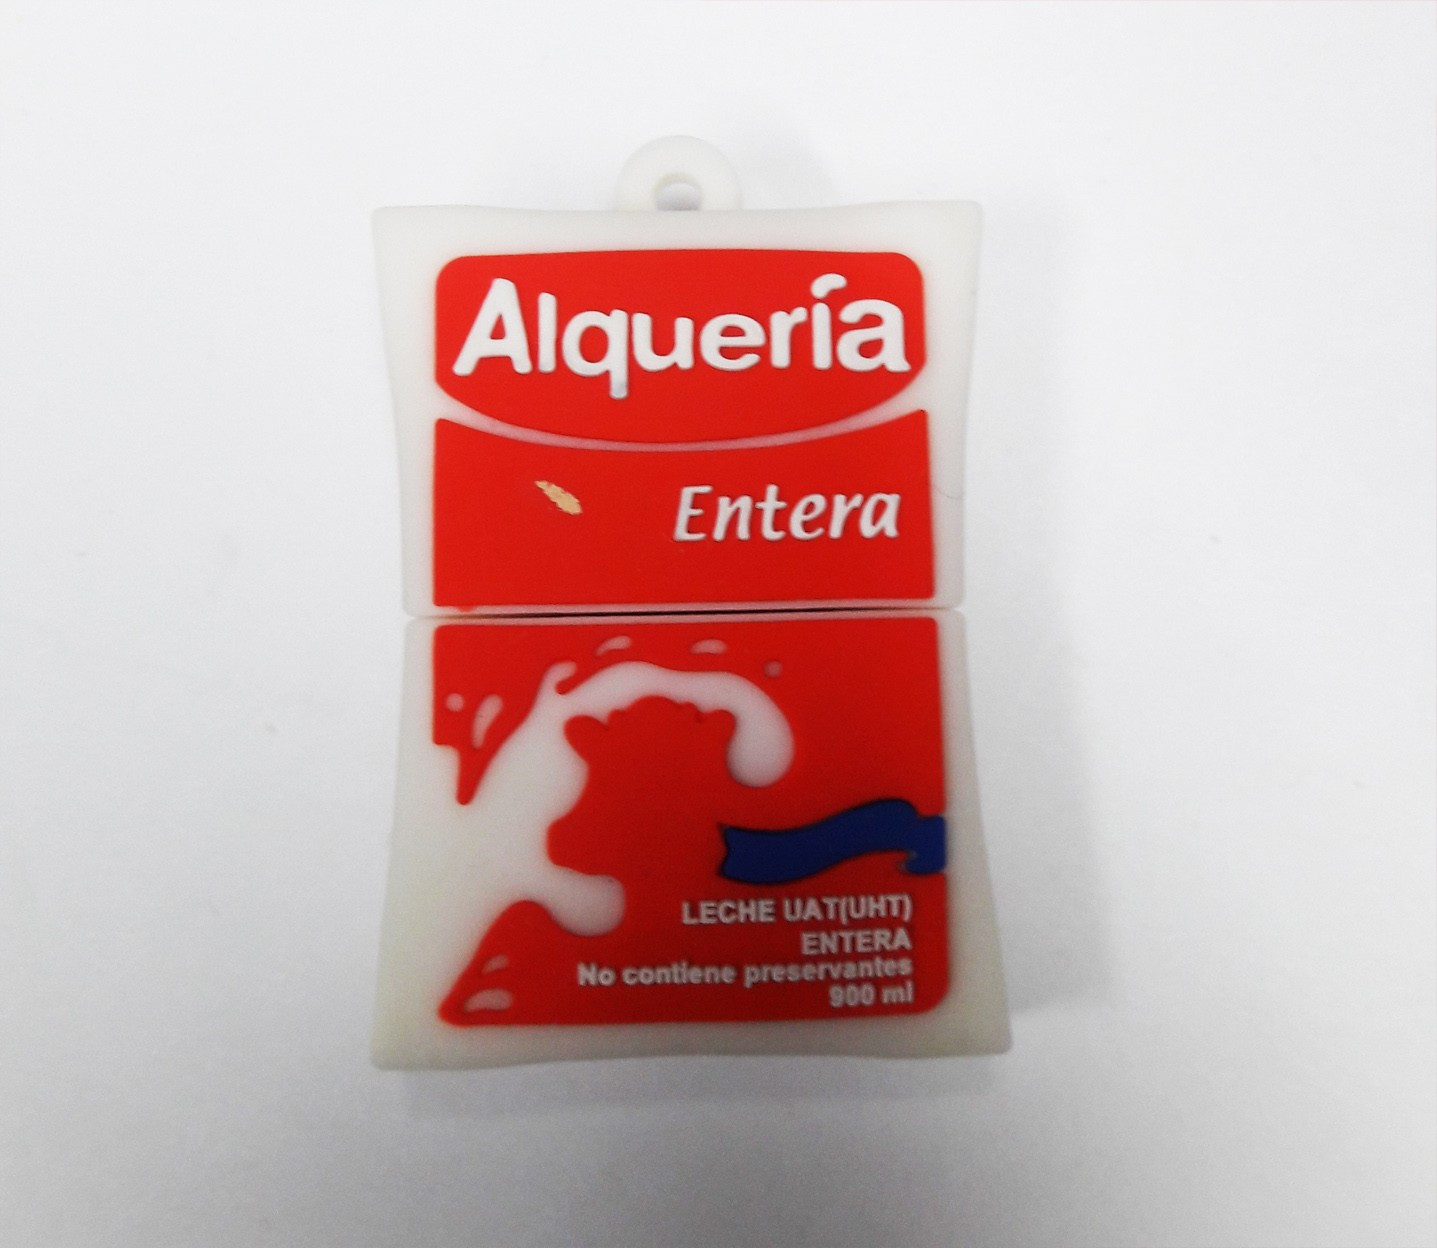 Alquería
Entera
LECHE UAT(UHT)
ENTERA
No contiene preservantes
900 ml